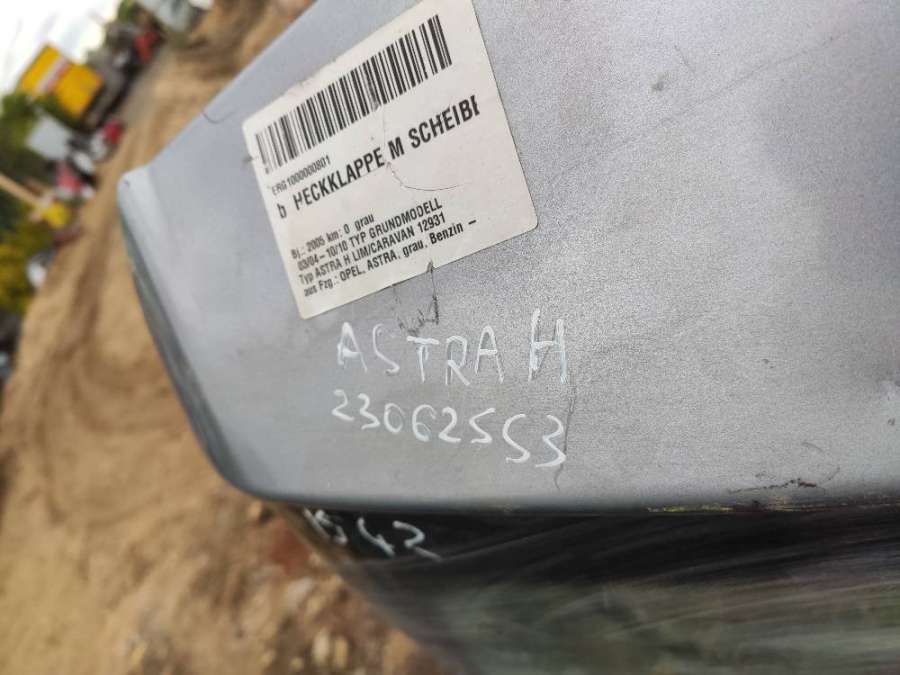 ERG1000000801
b HECKKLAPPE M SCHEIBE
Bj.: 2005 km: 0 grau
03/04-10/10 TYP GRUNDMODELL
Typ ASTRA H LIM/CARAVAN 12931
aus Fzg.: OPEL, ASTRA, grau, Benzin -
ASTRA H
23062553